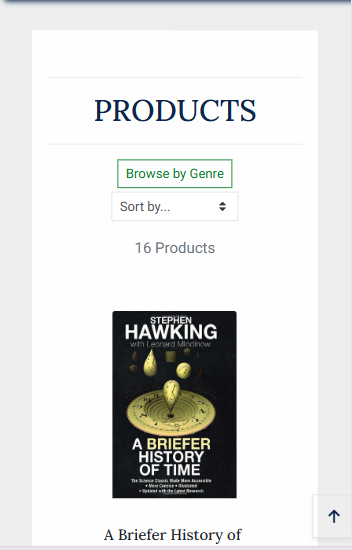 PRODUCTS
Browse by Genre
Sort by...
16 Products
STEPHEN
HAWKING
with Leonard Mlodinow
A BRIEFER
HISTORY
OF TIME
The Science Classic Made More Accessible
• More Concise • Illustrated
• Updated with the Latest Research
A Briefer History of